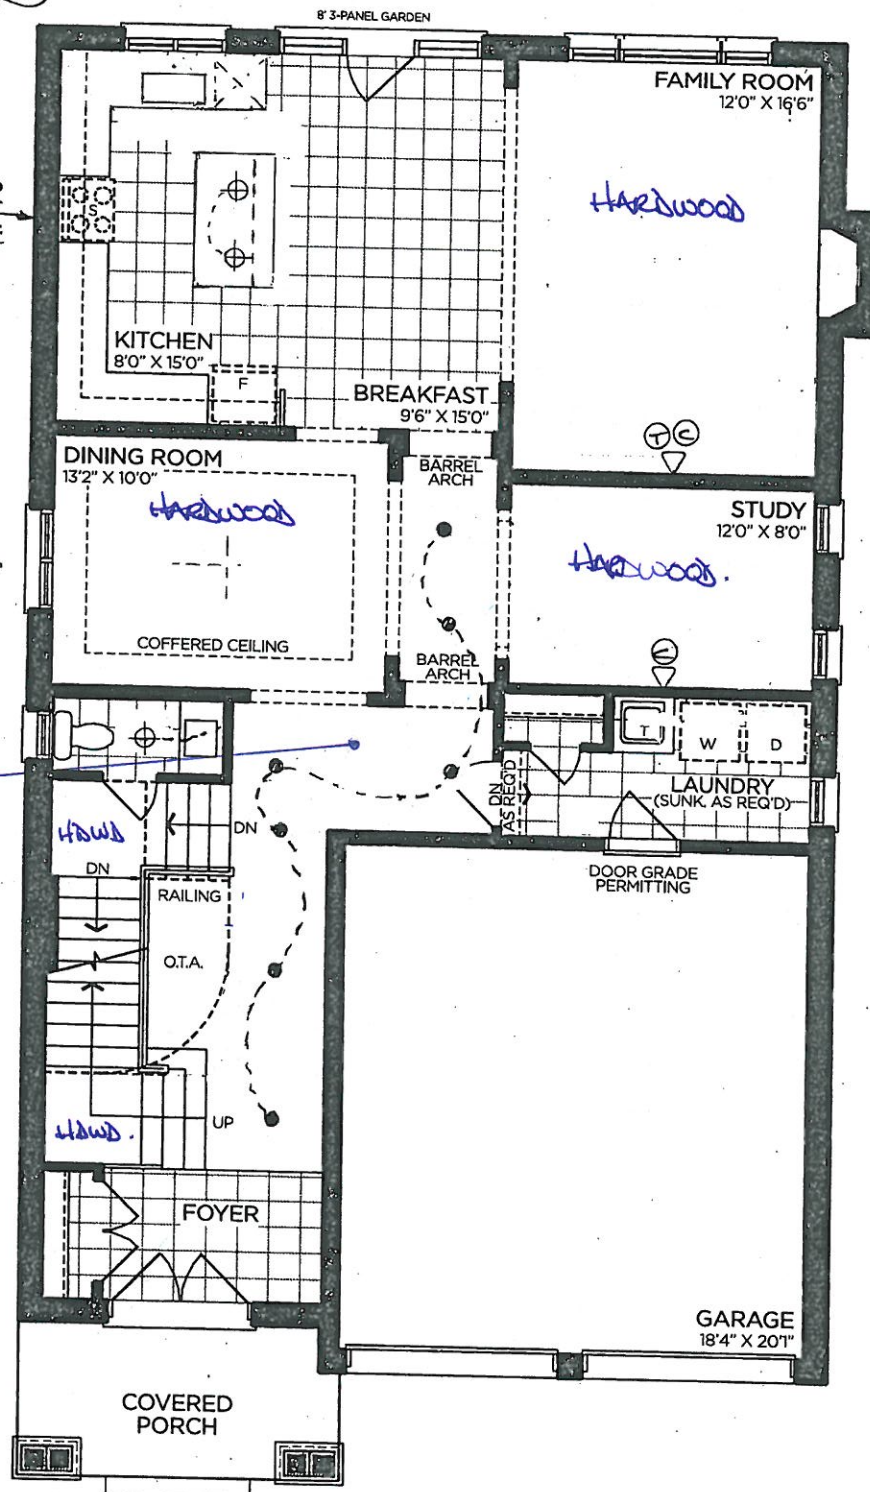 8' 3-PANEL GARDEN
FAMILY ROOM
12'0" X 16'6"
HARDWOOD
S
KITCHEN
8'0" X 15'0"
F
BREAKFAST
9'6" X 15'0"
T C
DINING ROOM
13'2" X 10'0"
HARDWOOD
COFFERED CEILING
BARREL
ARCH
BARREL
ARCH
STUDY
12'0" X 8'0"
HARDWOOD.
T
W
D
LAUNDRY
(SUNK. AS REQ'D)
DN
AS REQ'D
DOOR GRADE
PERMITTING
HDWD
DN
DN
RAILING
O.T.A.
UP
HDWD.
FOYER
GARAGE
18'4" X 20'1"
COVERED
PORCH